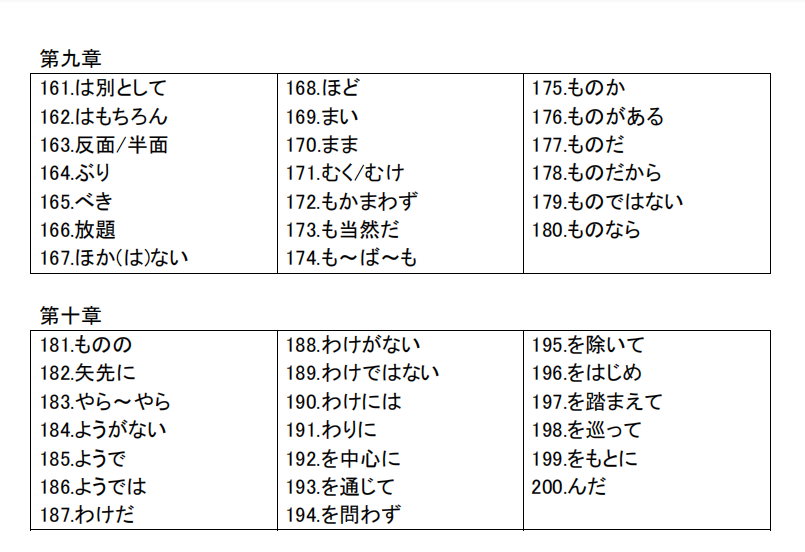 第九章
161.は別として
162.はもちろん
163.反面/半面
164.ぶり
165.べき
166.放題
167.ほか(は)ない
168.ほど
169.まい
170.まま
171.むく/むけ
172.もかまわず
173.も当然だ
174.も～ば～も
175.ものか
176.ものがある
177.ものだ
178.ものだから
179.ものではない
180.ものなら
第十章
181.ものの
182.矢先に
183.やら～やら
184.ようがない
185.ようで
186.ようでは
187.わけだ
188.わけがない
189.わけではない
190.わけには
191.わりに
192.を中心に
193.を通じて
194.を問わず
195.を除いて
196.をはじめ
197.を踏まえて
198.を巡って
199.をもとに
200.んだ